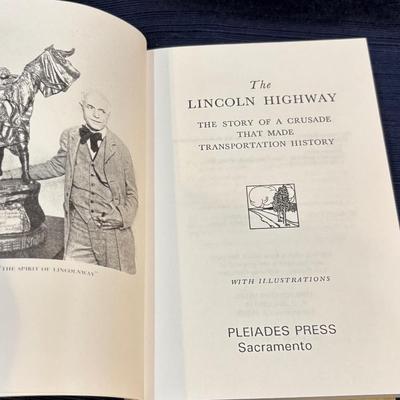 "THE SPIRIT OF LINCOLNWAY"
The
LINCOLN HIGHWAY
THE STORY OF A CRUSADE
THAT MADE
TRANSPORTATION HISTORY
WITH ILLUSTRATIONS
PLEIADES PRESS
Sacramento